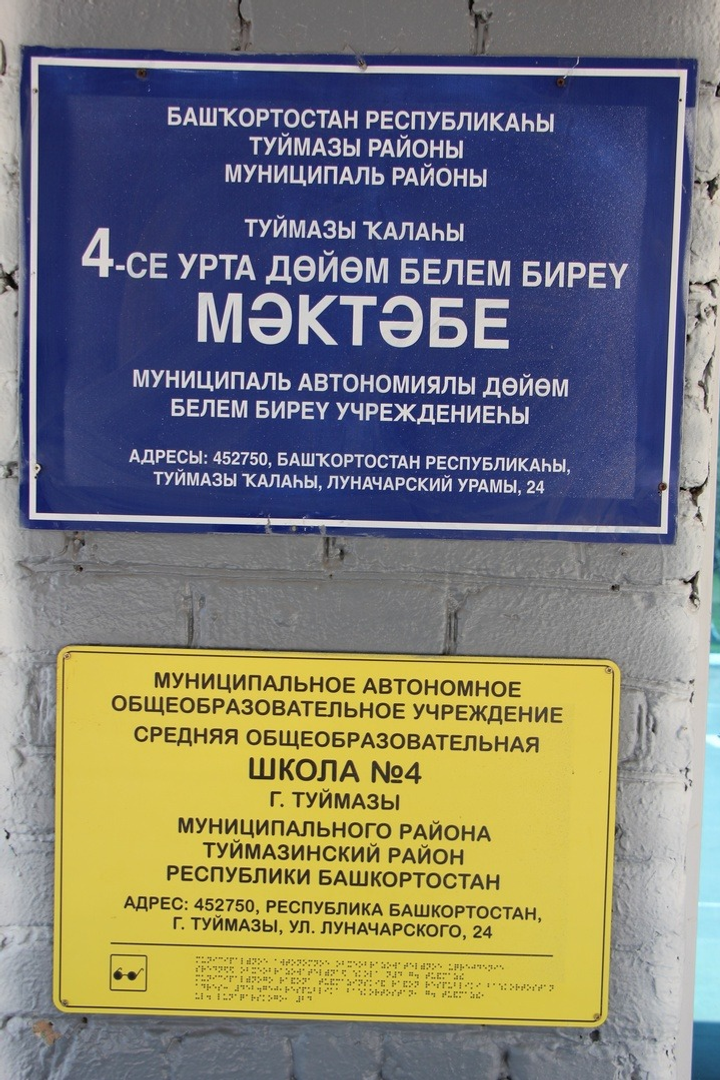 БАШҠОРТОСТАН РЕСПУБЛИКАҺЫ
ТУЙМАЗЫ РАЙОНЫ
МУНИЦИПАЛЬ РАЙОНЫ
ТУЙМАЗЫ ҠАЛАҺЫ
4-СЕ УРТА ДӨЙӨМ БЕЛЕМ БИРЕҮ
МӘКТӘБЕ
МУНИЦИПАЛЬ АВТОНОМИЯЛЫ ДӨЙӨМ
БЕЛЕМ БИРЕҮ УЧРЕЖДЕНИЕҺЫ
АДРЕСЫ: 452750, БАШҠОРТОСТАН РЕСПУБЛИКАҺЫ,
ТУЙМАЗЫ ҠАЛАҺЫ, ЛУНАЧАРСКИЙ УРАМЫ, 24
МУНИЦИПАЛЬНОЕ АВТОНОМНОЕ
ОБЩЕОБРАЗОВАТЕЛЬНОЕ УЧРЕЖДЕНИЕ
СРЕДНЯЯ ОБЩЕОБРАЗОВАТЕЛЬНАЯ
ШКОЛА №4
Г. ТУЙМАЗЫ
МУНИЦИПАЛЬНОГО РАЙОНА
ТУЙМАЗИНСКИЙ РАЙОН
РЕСПУБЛИКИ БАШКОРТОСТАН
АДРЕС: 452750, РЕСПУБЛИКА БАШКОРТОСТАН,
Г. ТУЙМАЗЫ, УЛ. ЛУНАЧАРСКОГО, 24